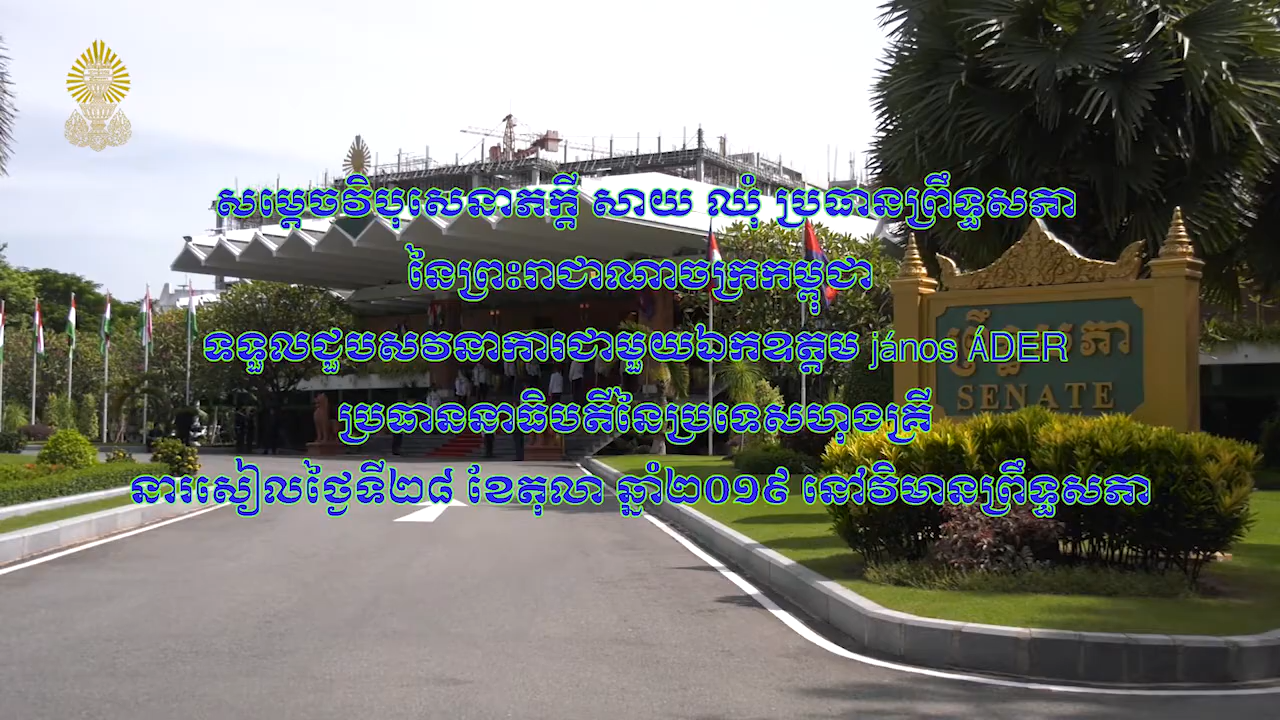 សម្តេចវិបុលសេនាភក្តី សាយ ឈុំ ប្រធានព្រឹទ្ធសភា
នៃព្រះរាជាណាចក្រកម្ពុជា
ទទួលជួបសវនាការជាមួយឯកឧត្តម jános ÁDER
ប្រធានាធិបតីនៃប្រទេសហុងគ្រី
នារសៀលថ្ងៃទី២៨ ខែតុលា ឆ្នាំ២០១៩ នៅវិមានព្រឹទ្ធសភា
ព្រឹទ្ធសភា
SENATE